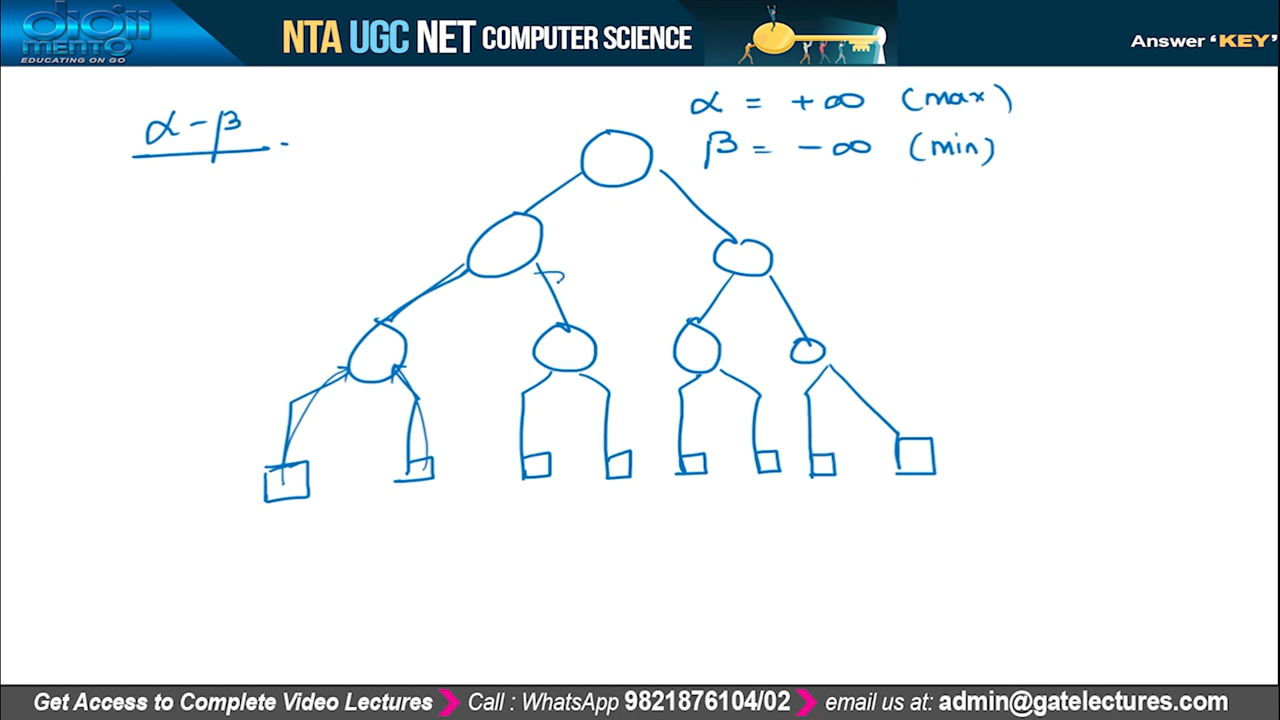 didii
MENTO
EDUCATING ON GO
NTA UGC NET COMPUTER SCIENCE
Answer ‘KEY’
α - β
α = +∞ (max)
β = -∞ (min)
Get Access to Complete Video Lectures Call : WhatsApp 9821876104/02 email us at: admin@gatelectures.com